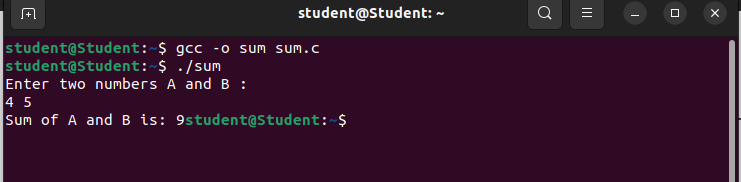 student@Student: ~
student@Student:~$ gcc -o sum sum.c
student@Student:~$ ./sum
Enter two numbers A and B :
4 5
Sum of A and B is: 9student@Student:~$